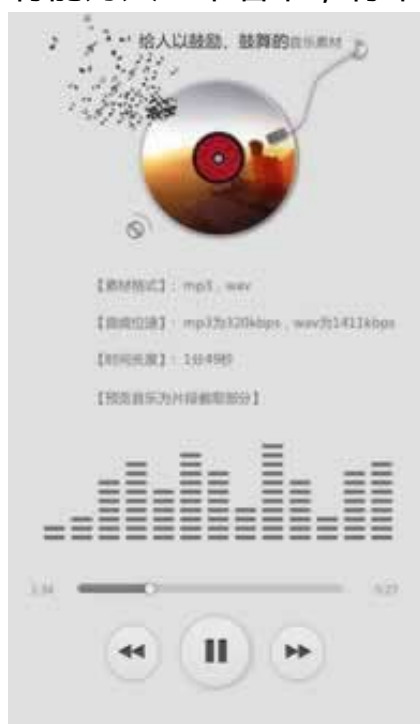 给人以鼓励、鼓舞的音乐素材
【素材格式】：mp3，wav
【音频位速】：mp3为320kbps，wav为1411kbps
【时间长度】：1分49秒
【预览音乐为片段截取部分】